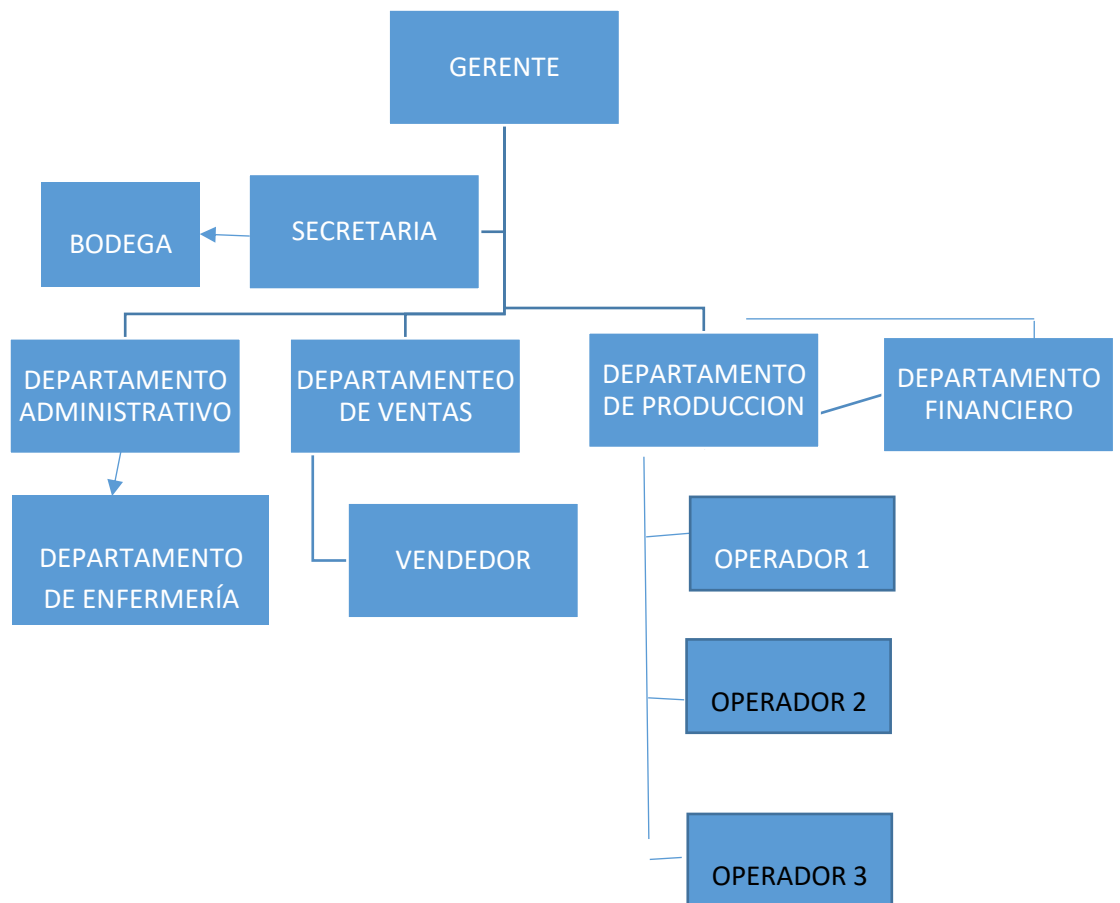 GERENTE
SECRETARIA
BODEGA
DEPARTAMENTO
ADMINISTRATIVO
DEPARTAMENTEO
DE VENTAS
DEPARTAMENTO
DE PRODUCCION
DEPARTAMENTO
FINANCIERO
DEPARTAMENTO
DE ENFERMERÍA
VENDEDOR
OPERADOR 1
OPERADOR 2
OPERADOR 3